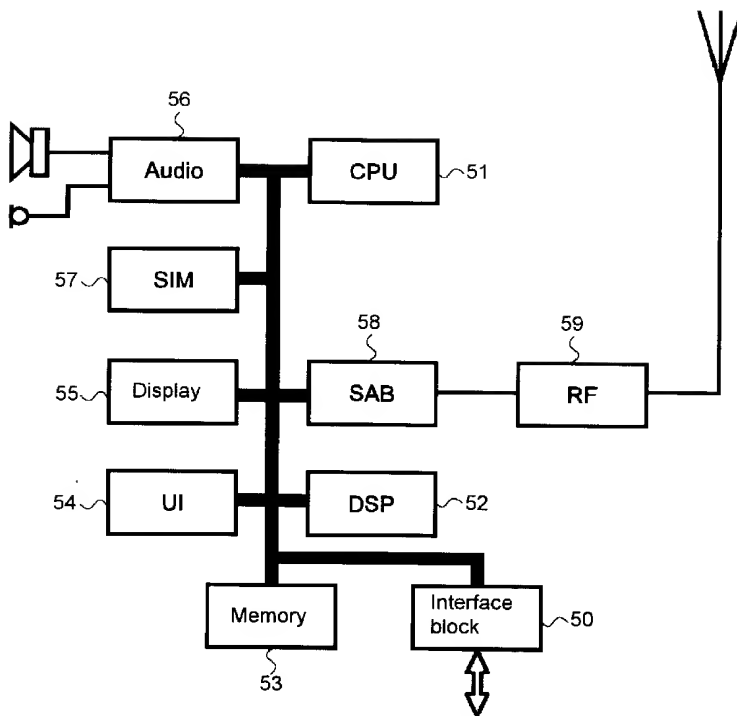 56
Audio
CPU
51
57
SIM
58
59
55
Display
SAB
RF
54
UI
DSP
52
Memory
53
Interface
block
50